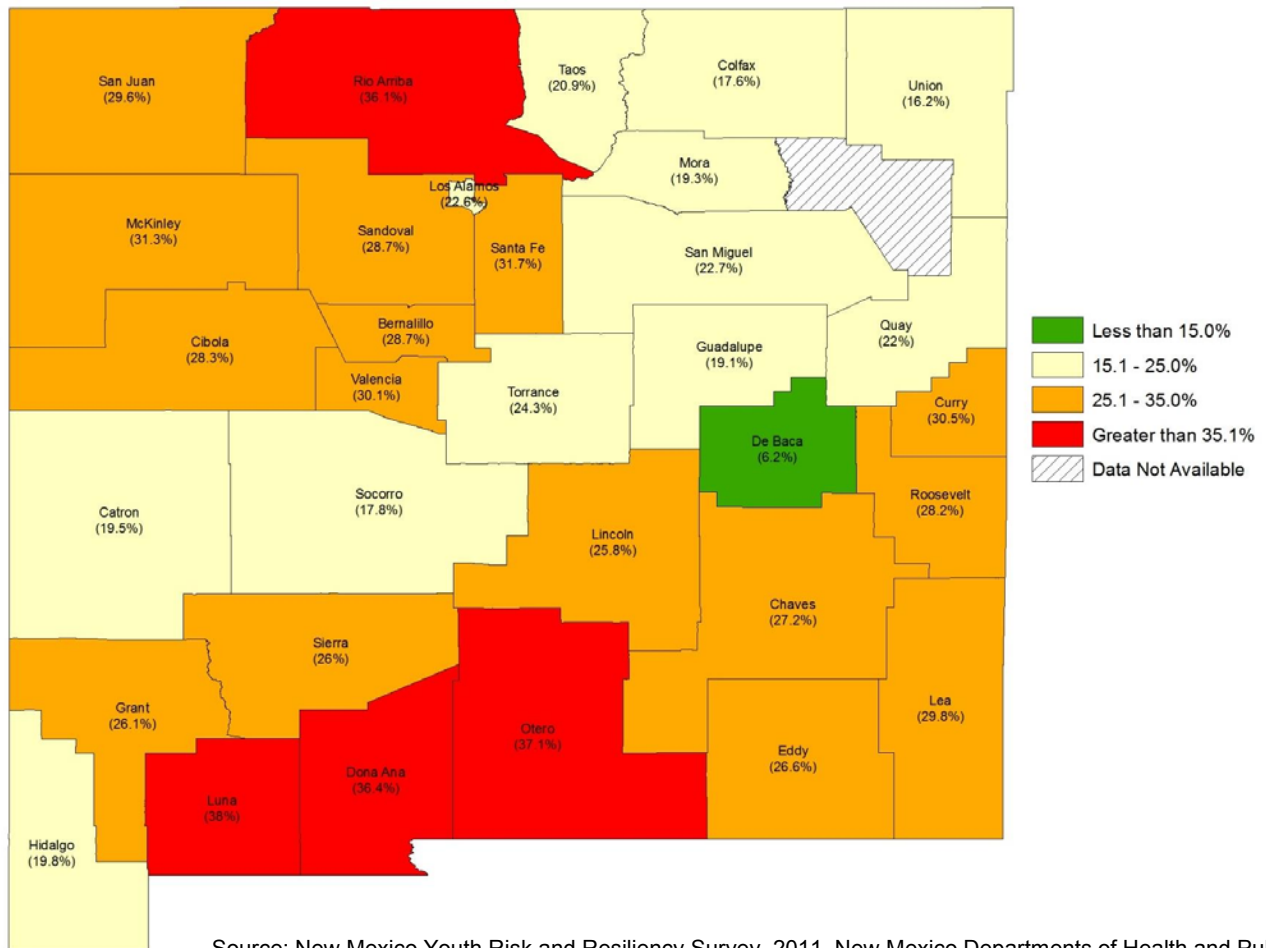 San Juan
(29.6%)
Rio Arriba
(36.1%)
Taos
(20.9%)
Colfax
(17.6%)
Union
(16.2%)
Mora
(19.3%)
Los Alamos
(22.6%)
McKinley
(31.3%)
Sandoval
(28.7%)
Santa Fe
(31.7%)
San Miguel
(22.7%)
Bernalillo
(28.7%)
Cibola
(28.3%)
Quay
(22%)
Guadalupe
(19.1%)
Valencia
(30.1%)
Torrance
(24.3%)
Curry
(30.5%)
De Baca
(6.2%)
Roosevelt
(28.2%)
Catron
(19.5%)
Socorro
(17.8%)
Lincoln
(25.8%)
Chaves
(27.2%)
Sierra
(26%)
Grant
(26.1%)
Lea
(29.8%)
Otero
(37.1%)
Eddy
(26.6%)
Dona Ana
(36.4%)
Luna
(38%)
Hidalgo
(19.8%)
Less than 15.0%
15.1 - 25.0%
25.1 - 35.0%
Greater than 35.1%
Data Not Available
Source: New Mexico Youth Risk and Resiliency Survey, 2011, New Mexico Departments of Health and Pu